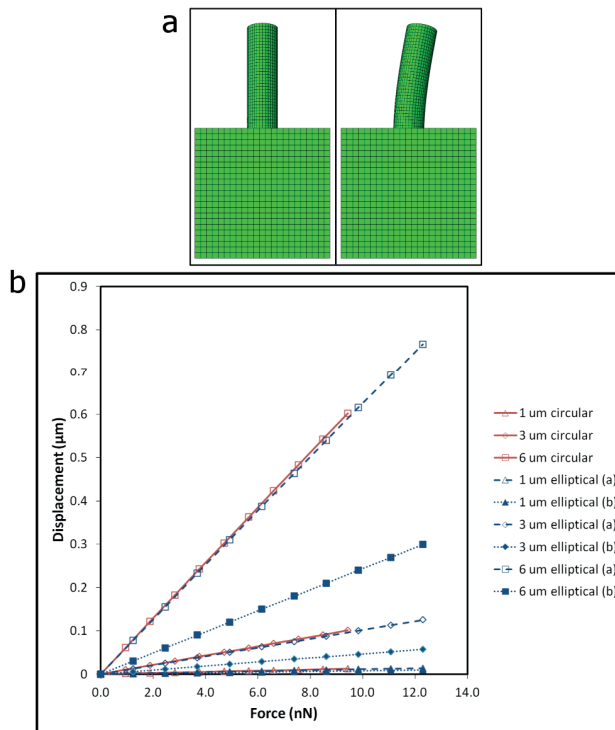 a
b
0.9
0.8
0.7
0.6
0.5
0.4
0.3
0.2
0.1
0
Displacement (µm)
0.0 2.0 4.0 6.0 8.0 10.0 12.0 14.0
Force (nN)
1 um circular
3 um circular
6 um circular
1 um elliptical (a)
1 um elliptical (b)
3 um elliptical (a)
3 um elliptical (b)
6 um elliptical (a)
6 um elliptical (b)